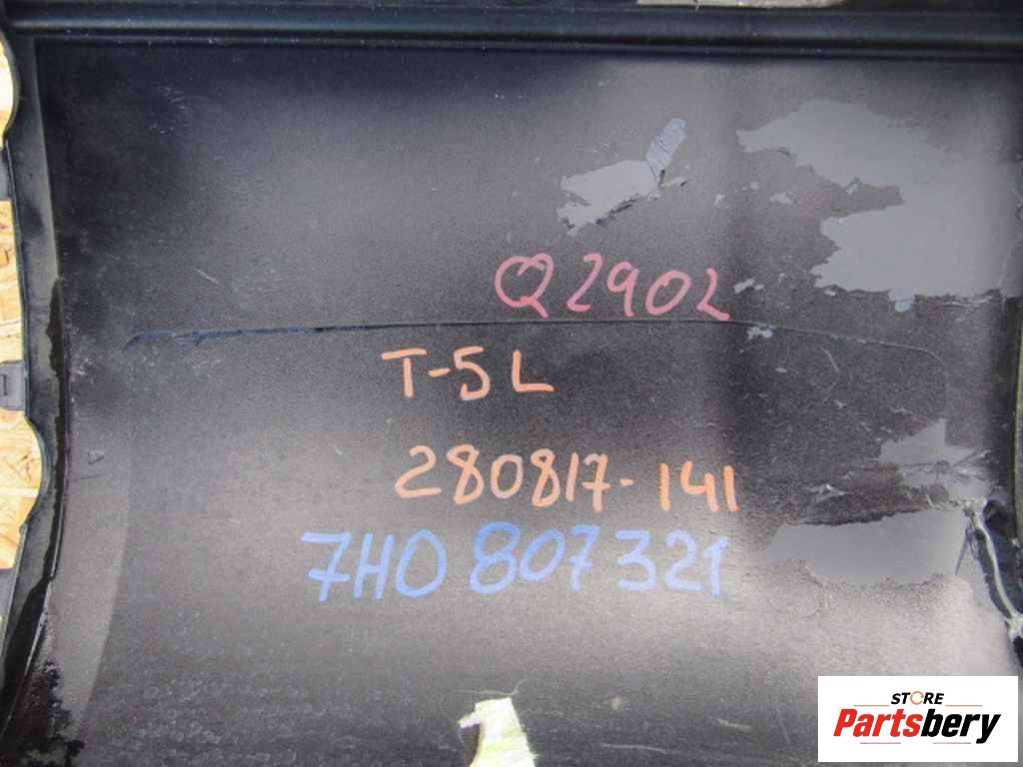 Q2902
T-5L
280817-141
7H0 807 321
STORE
Partsbery